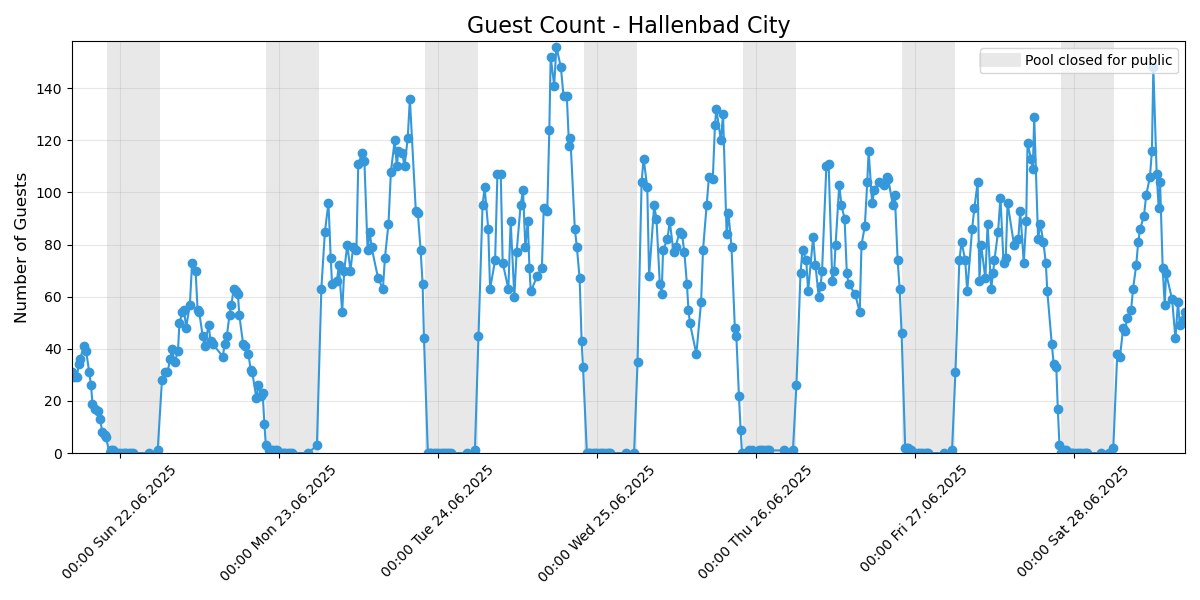 Guest Count - Hallenbad City
Pool closed for public
Number of Guests
140
120
100
80
60
40
20
0
00:00 Sun 22.06.2025
00:00 Mon 23.06.2025
00:00 Tue 24.06.2025
00:00 Wed 25.06.2025
00:00 Thu 26.06.2025
00:00 Fri 27.06.2025
00:00 Sat 28.06.2025